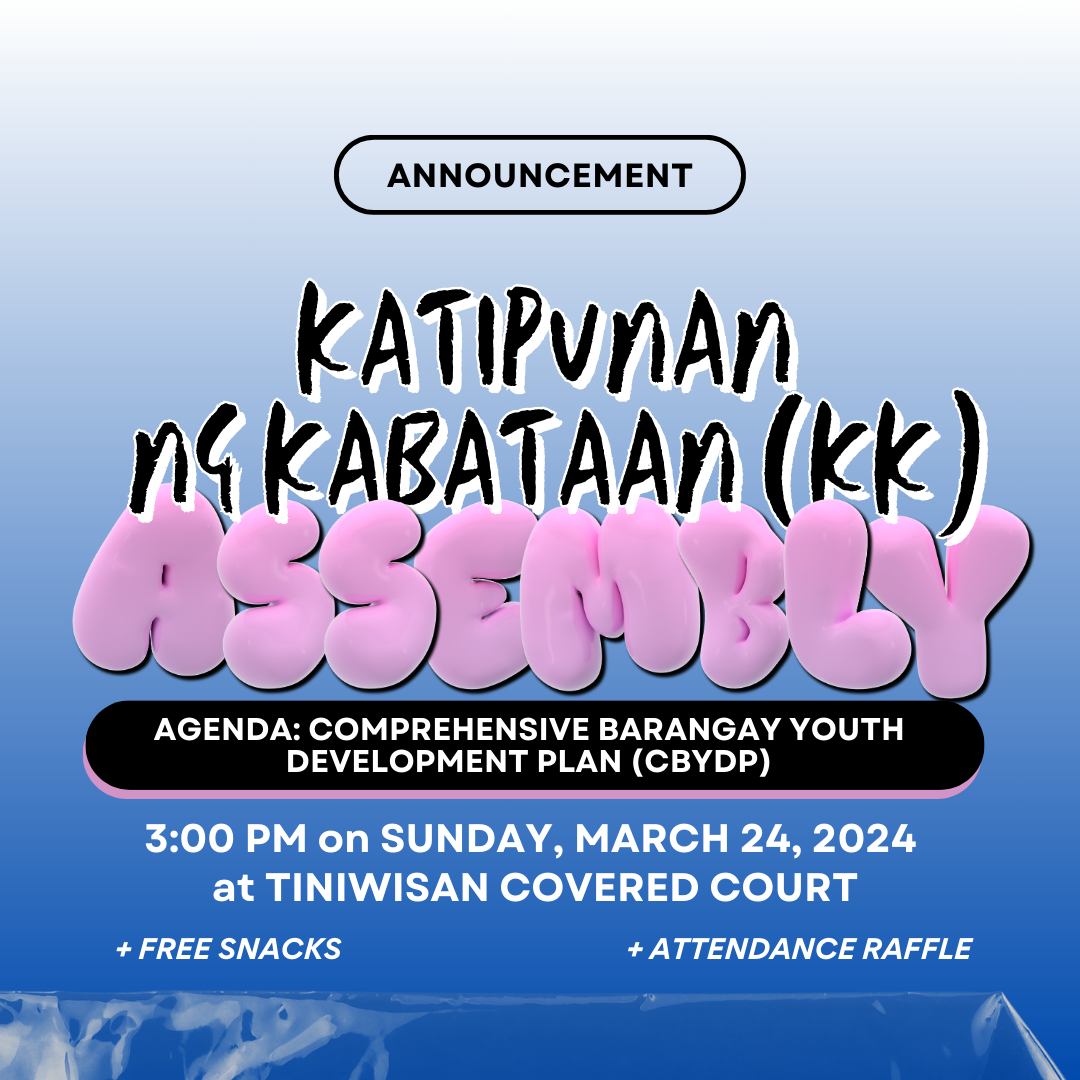 ANNOUNCEMENT
KATIPUNAN
NG KABATAAN (KK)
ASSEMBLY
AGENDA: COMPREHENSIVE BARANGAY YOUTH
DEVELOPMENT PLAN (CBYDP)
3:00 PM on SUNDAY, MARCH 24, 2024
at TINIWISAN COVERED COURT
+ FREE SNACKS
+ ATTENDANCE RAFFLE